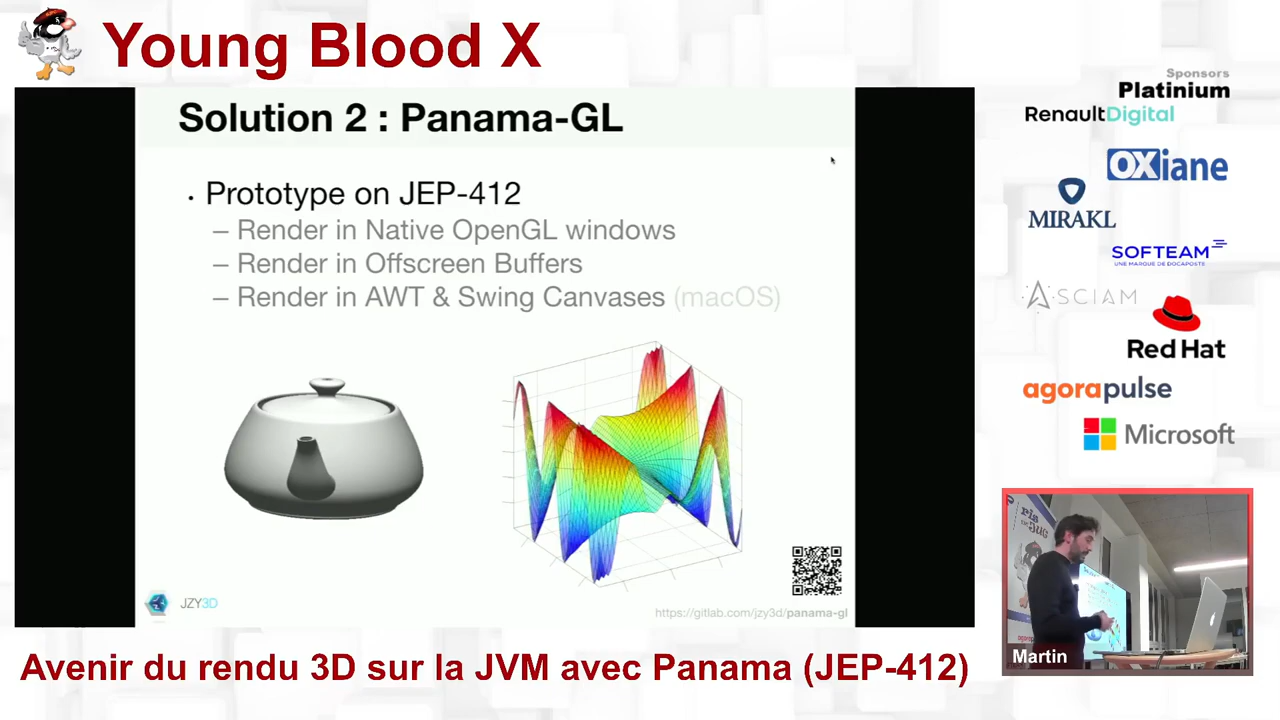 Young Blood X
Solution 2 : Panama-GL
• Prototype on JEP-412
– Render in Native OpenGL windows
– Render in Offscreen Buffers
– Render in AWT & Swing Canvases (macOS)
JZY3D
https://gitlab.com/jzy3d/panama-gl
Sponsors
Platinium
RenaultDigital
OXiane
MIRAKL
SOFTEAM
UNE MARQUE DE DOCAPOSTE
ASCIAM
Red Hat
agorapulse
Microsoft
Martin
Avenir du rendu 3D sur la JVM avec Panama (JEP-412)